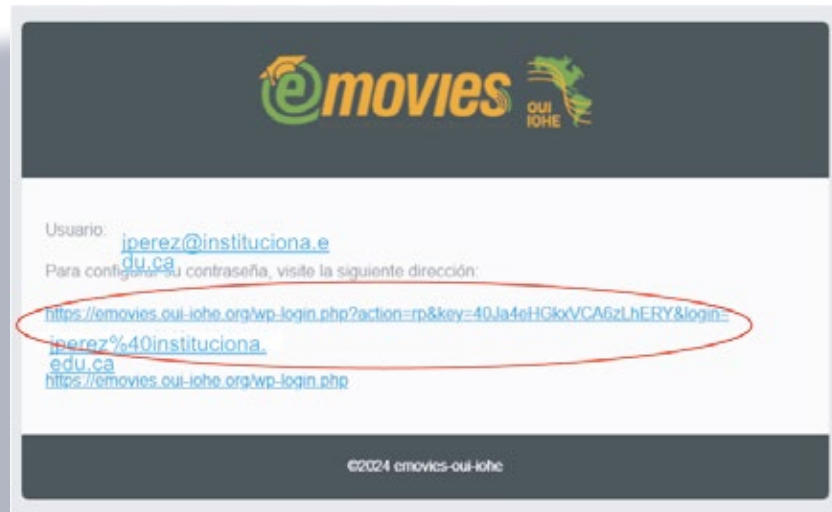 emovies
OUI
IOHE
Usuario:
jperez@instituciona.e
du.ca
Para configurar su contraseña, visite la siguiente dirección:
https://emovies.oui-iohe.org/wp-login.php?action=rp&key=40Ja4eHGkxVCA6zLhERY&login=
jperez%40instituciona.
edu.ca
https://emovies.oui-iohe.org/wp-login.php
©2024 emovies-oui-iohe